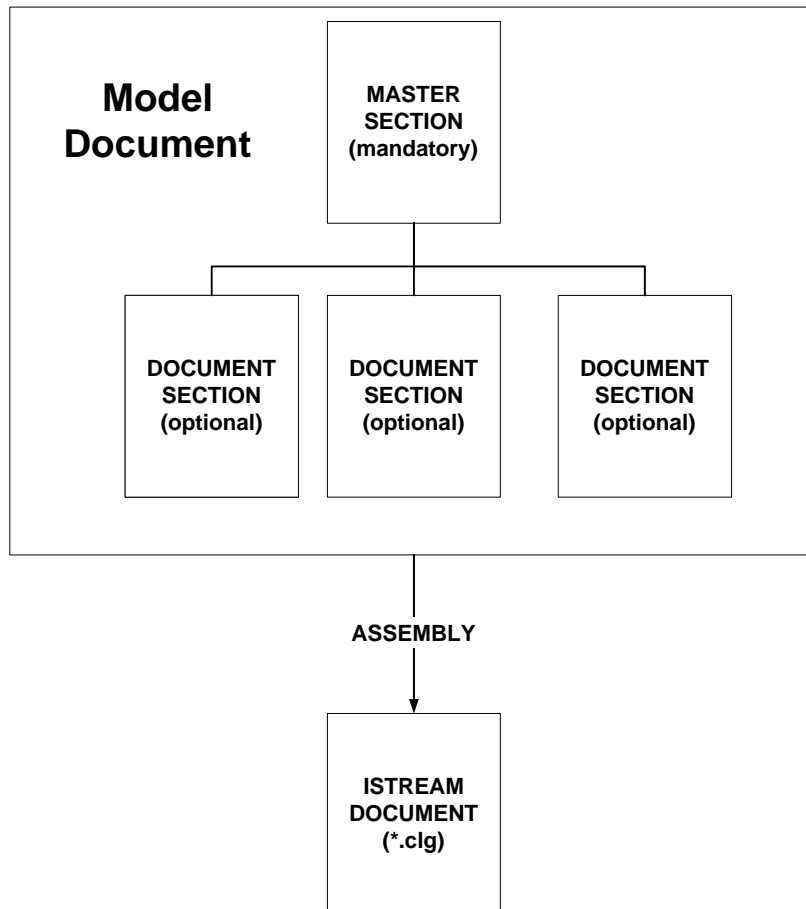 Model
Document
MASTER
SECTION
(mandatory)
DOCUMENT
SECTION
(optional)
DOCUMENT
SECTION
(optional)
DOCUMENT
SECTION
(optional)
ASSEMBLY
ISTREAM
DOCUMENT
(*.clg)